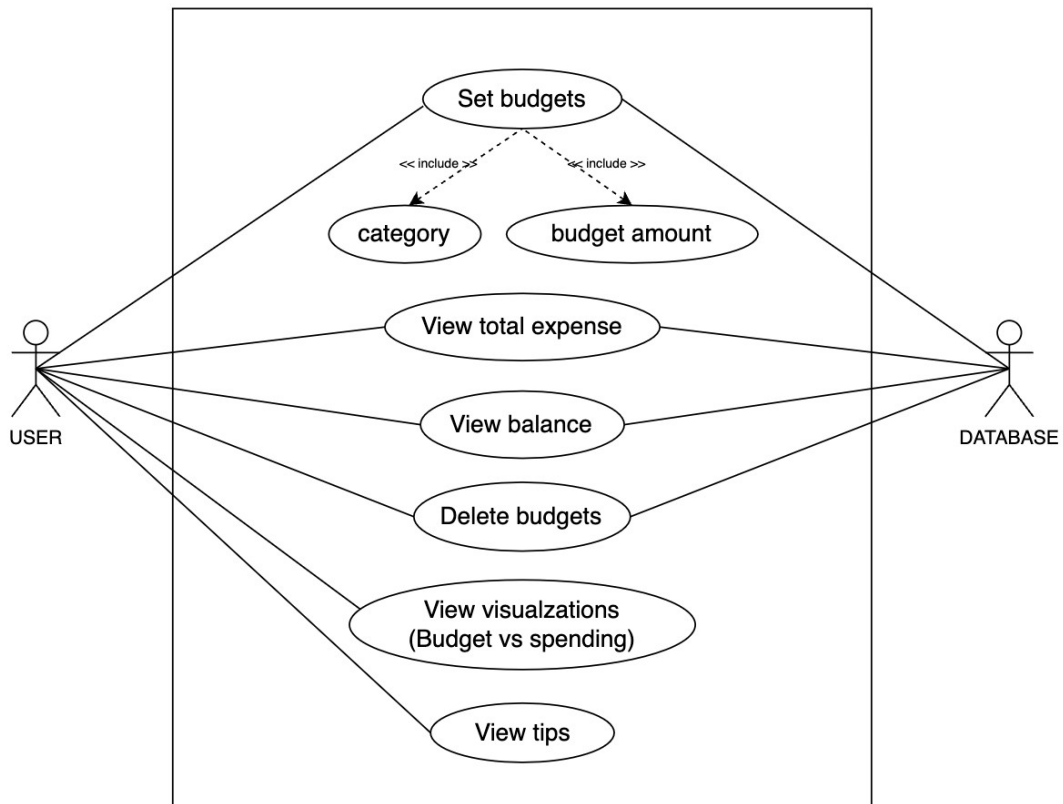 Set budgets
<< include >>
<< include >>
category
budget amount
View total expense
USER
View balance
DATABASE
Delete budgets
View visualzations
(Budget vs spending)
View tips